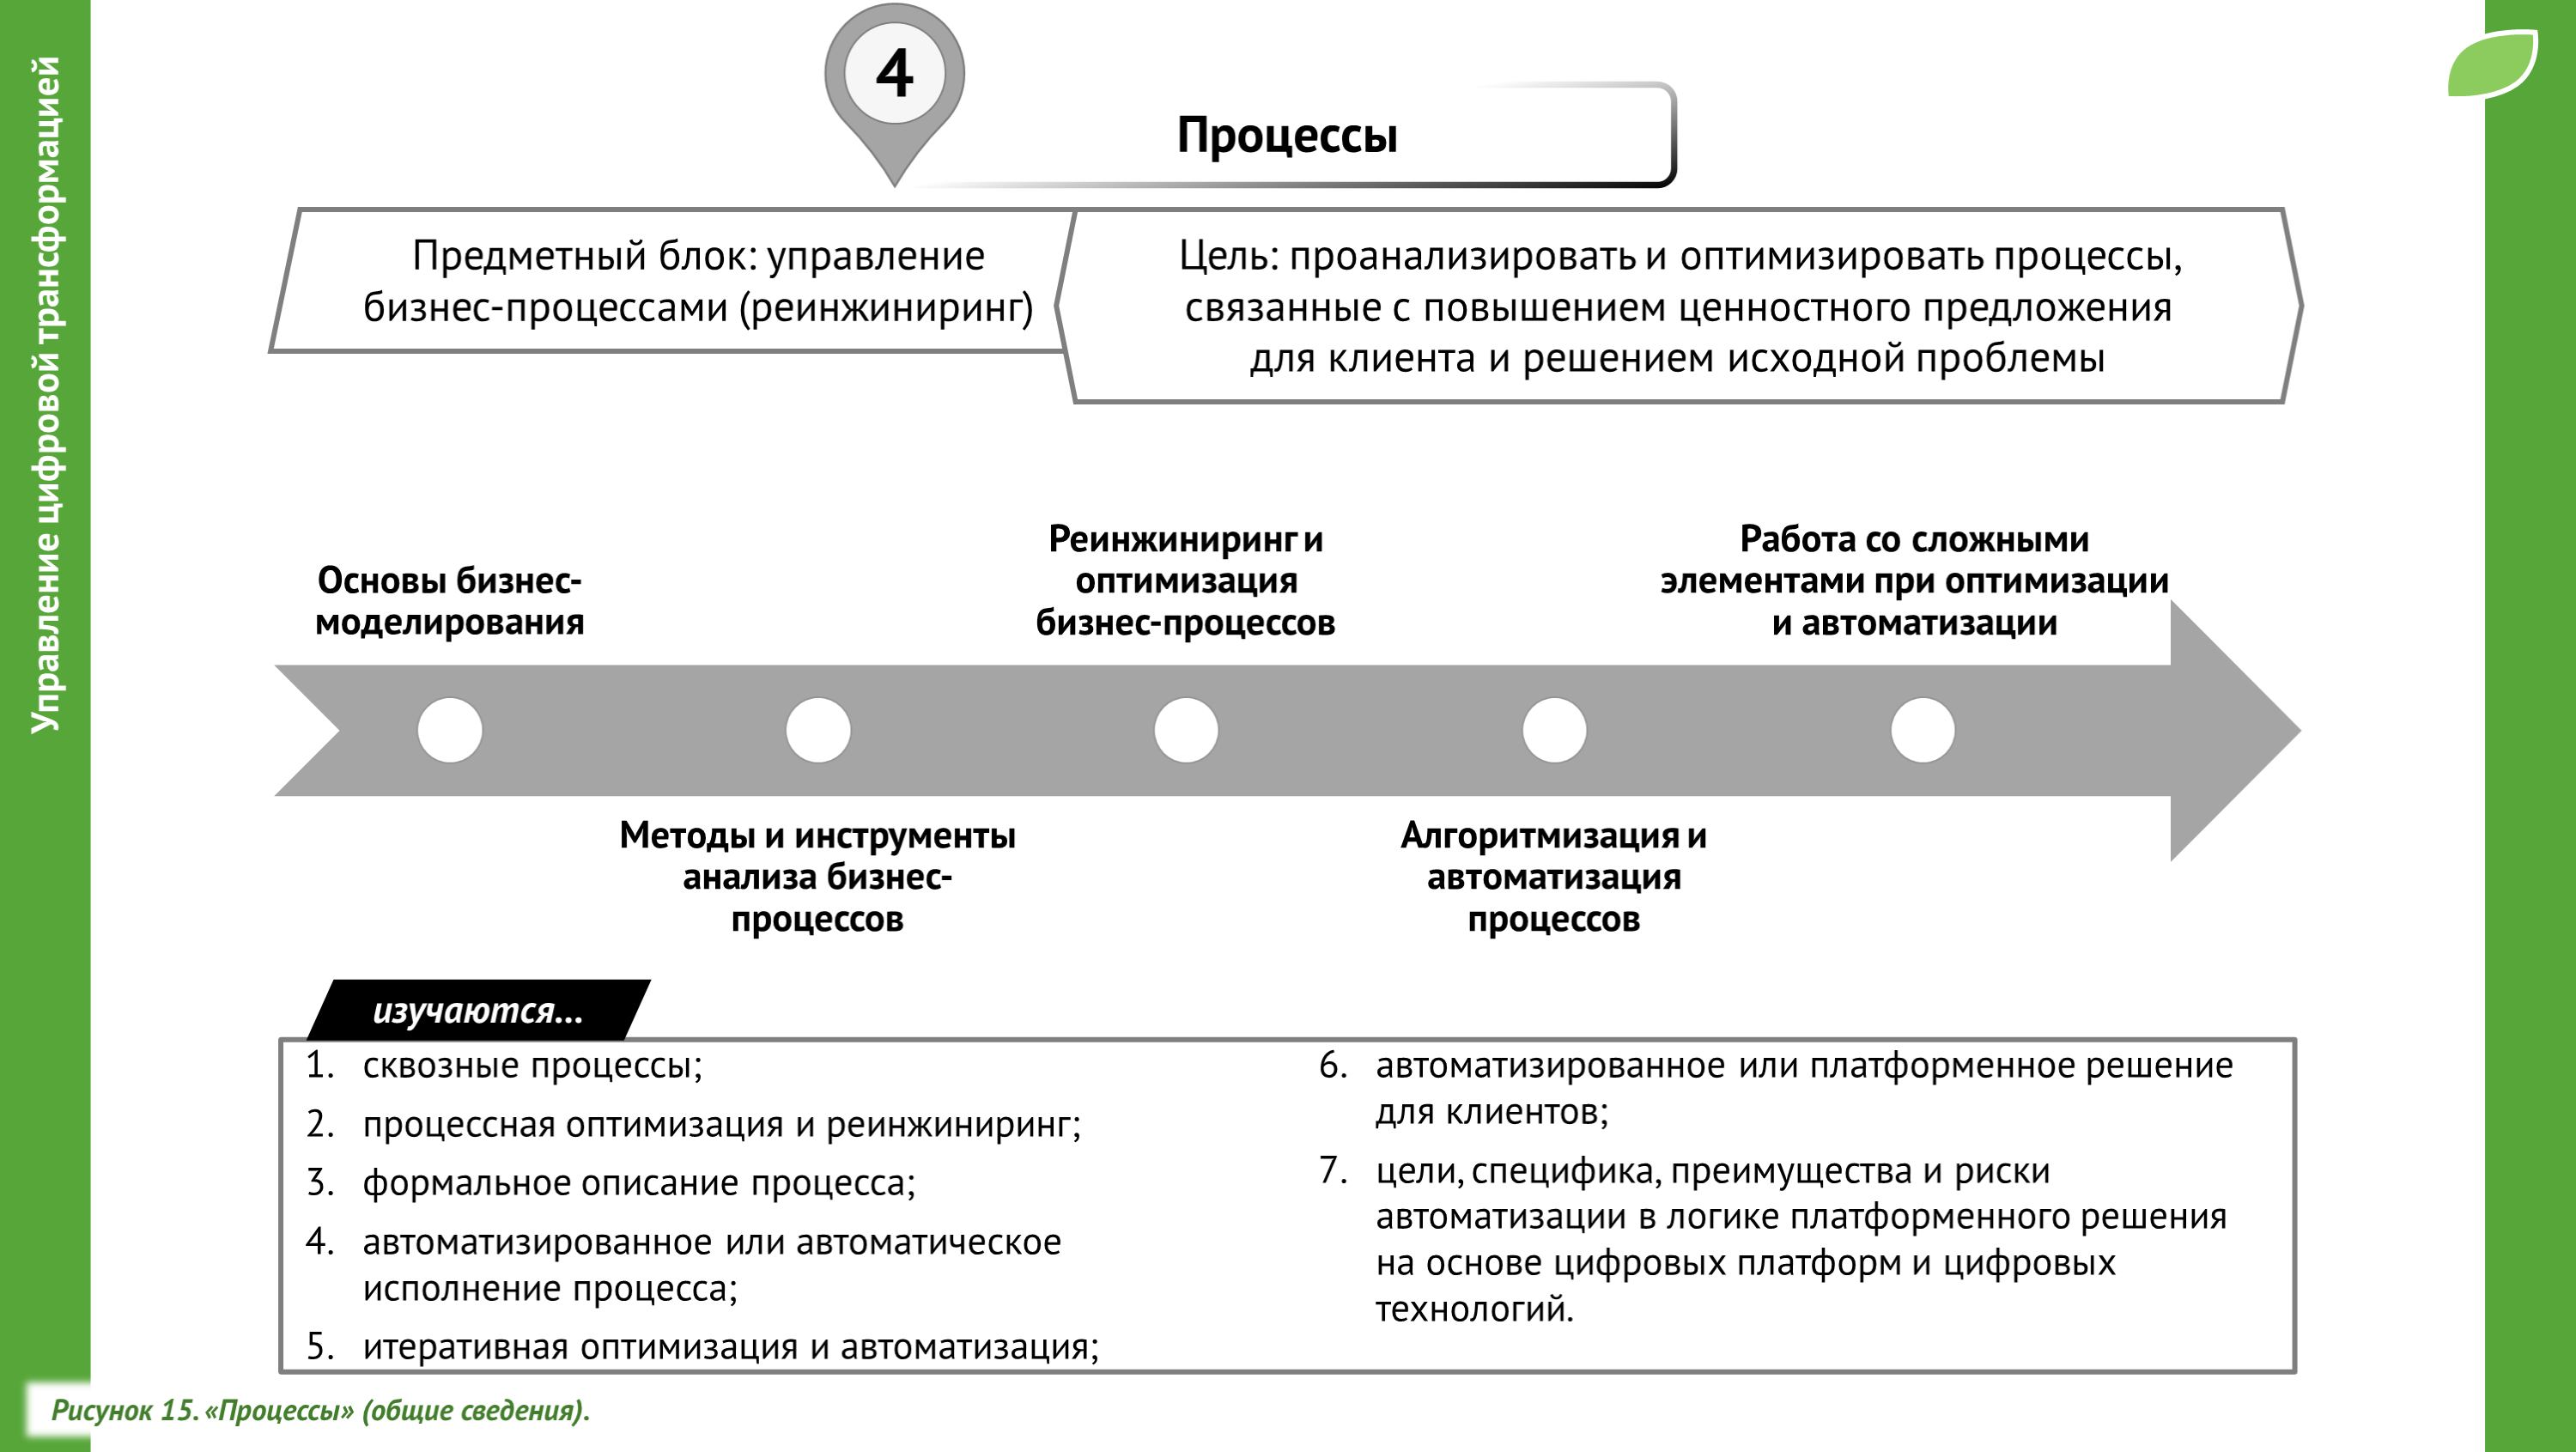 Управление цифровой трансформацией
4
Процессы
Предметный блок: управление
бизнес-процессами (реинжиниринг)
Цель: проанализировать и оптимизировать процессы,
связанные с повышением ценностного предложения
для клиента и решением исходной проблемы
Основы бизнес-
моделирования
Методы и инструменты
анализа бизнес-
процессов
Реинжиниринг и
оптимизация
бизнес-процессов
Алгоритмизация и
автоматизация
процессов
Работа со сложными
элементами при оптимизации
и автоматизации
изучаются...
1. сквозные процессы;
2. процессная оптимизация и реинжиниринг;
3. формальное описание процесса;
4. автоматизированное или автоматическое
исполнение процесса;
5. итеративная оптимизация и автоматизация;
6. автоматизированное или платформенное решение
для клиентов;
7. цели, специфика, преимущества и риски
автоматизации в логике платформенного решения
на основе цифровых платформ и цифровых
технологий.
Рисунок 15. «Процессы» (общие сведения).